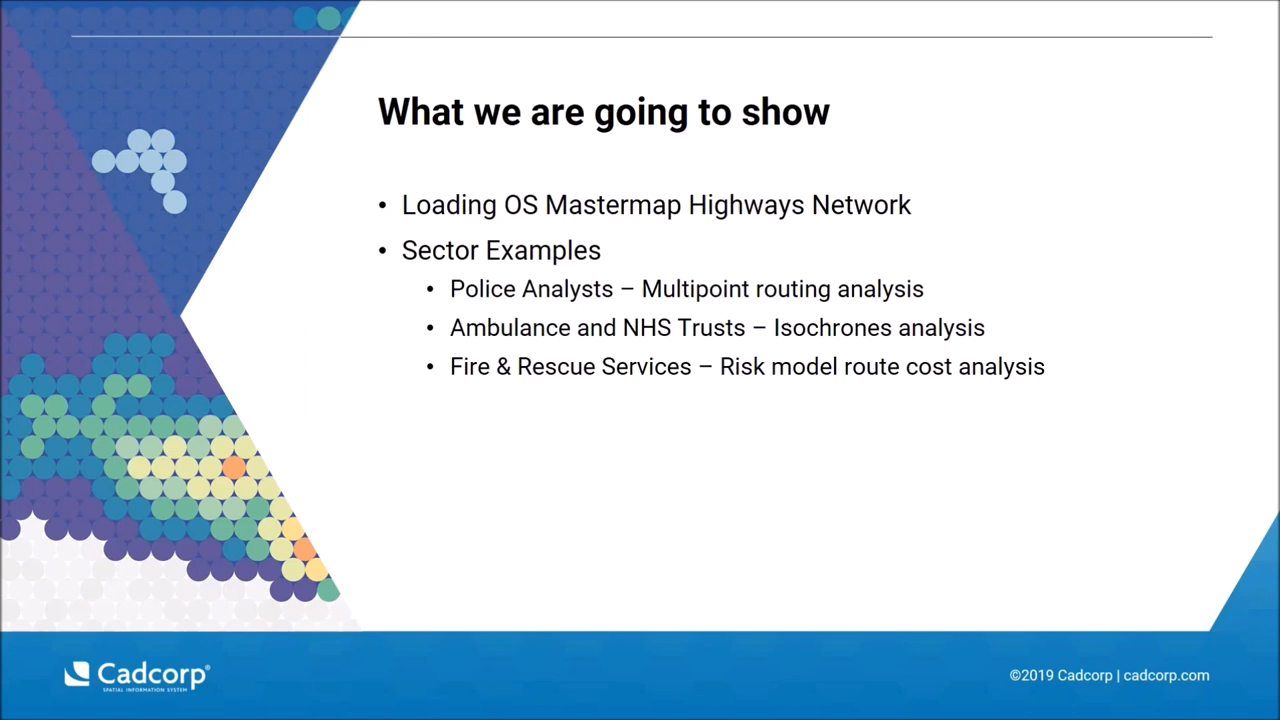 What we are going to show
• Loading OS Mastermap Highways Network
• Sector Examples
• Police Analysts – Multipoint routing analysis
• Ambulance and NHS Trusts – Isochrones analysis
• Fire & Rescue Services – Risk model route cost analysis
Cadcorp®
SPATIAL INFORMATION SYSTEM
©2019 Cadcorp | cadcorp.com